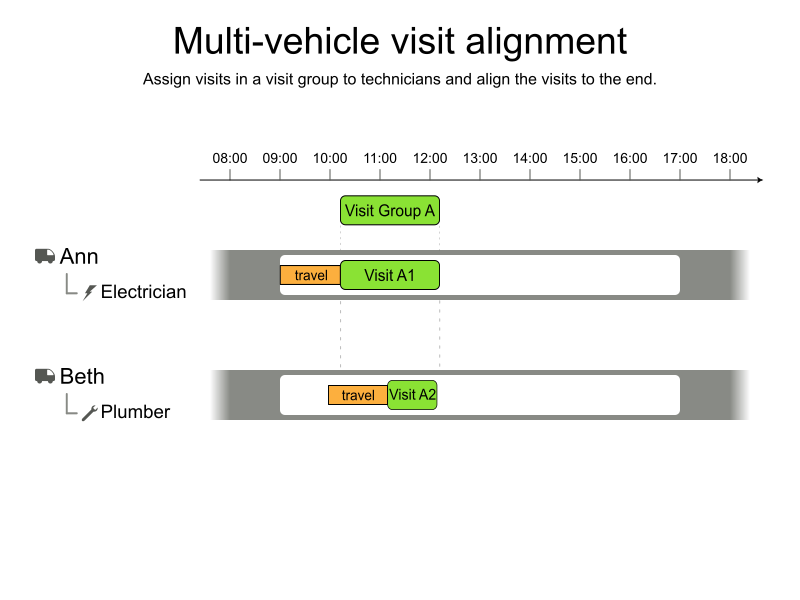 Multi-vehicle visit alignment
Assign visits in a visit group to technicians and align the visits to the end.
08:00 09:00 10:00 11:00 12:00 13:00 14:00 15:00 16:00 17:00 18:00
Visit Group A
Ann
travel Visit A1
Electrician
Beth
travel Visit A2
Plumber